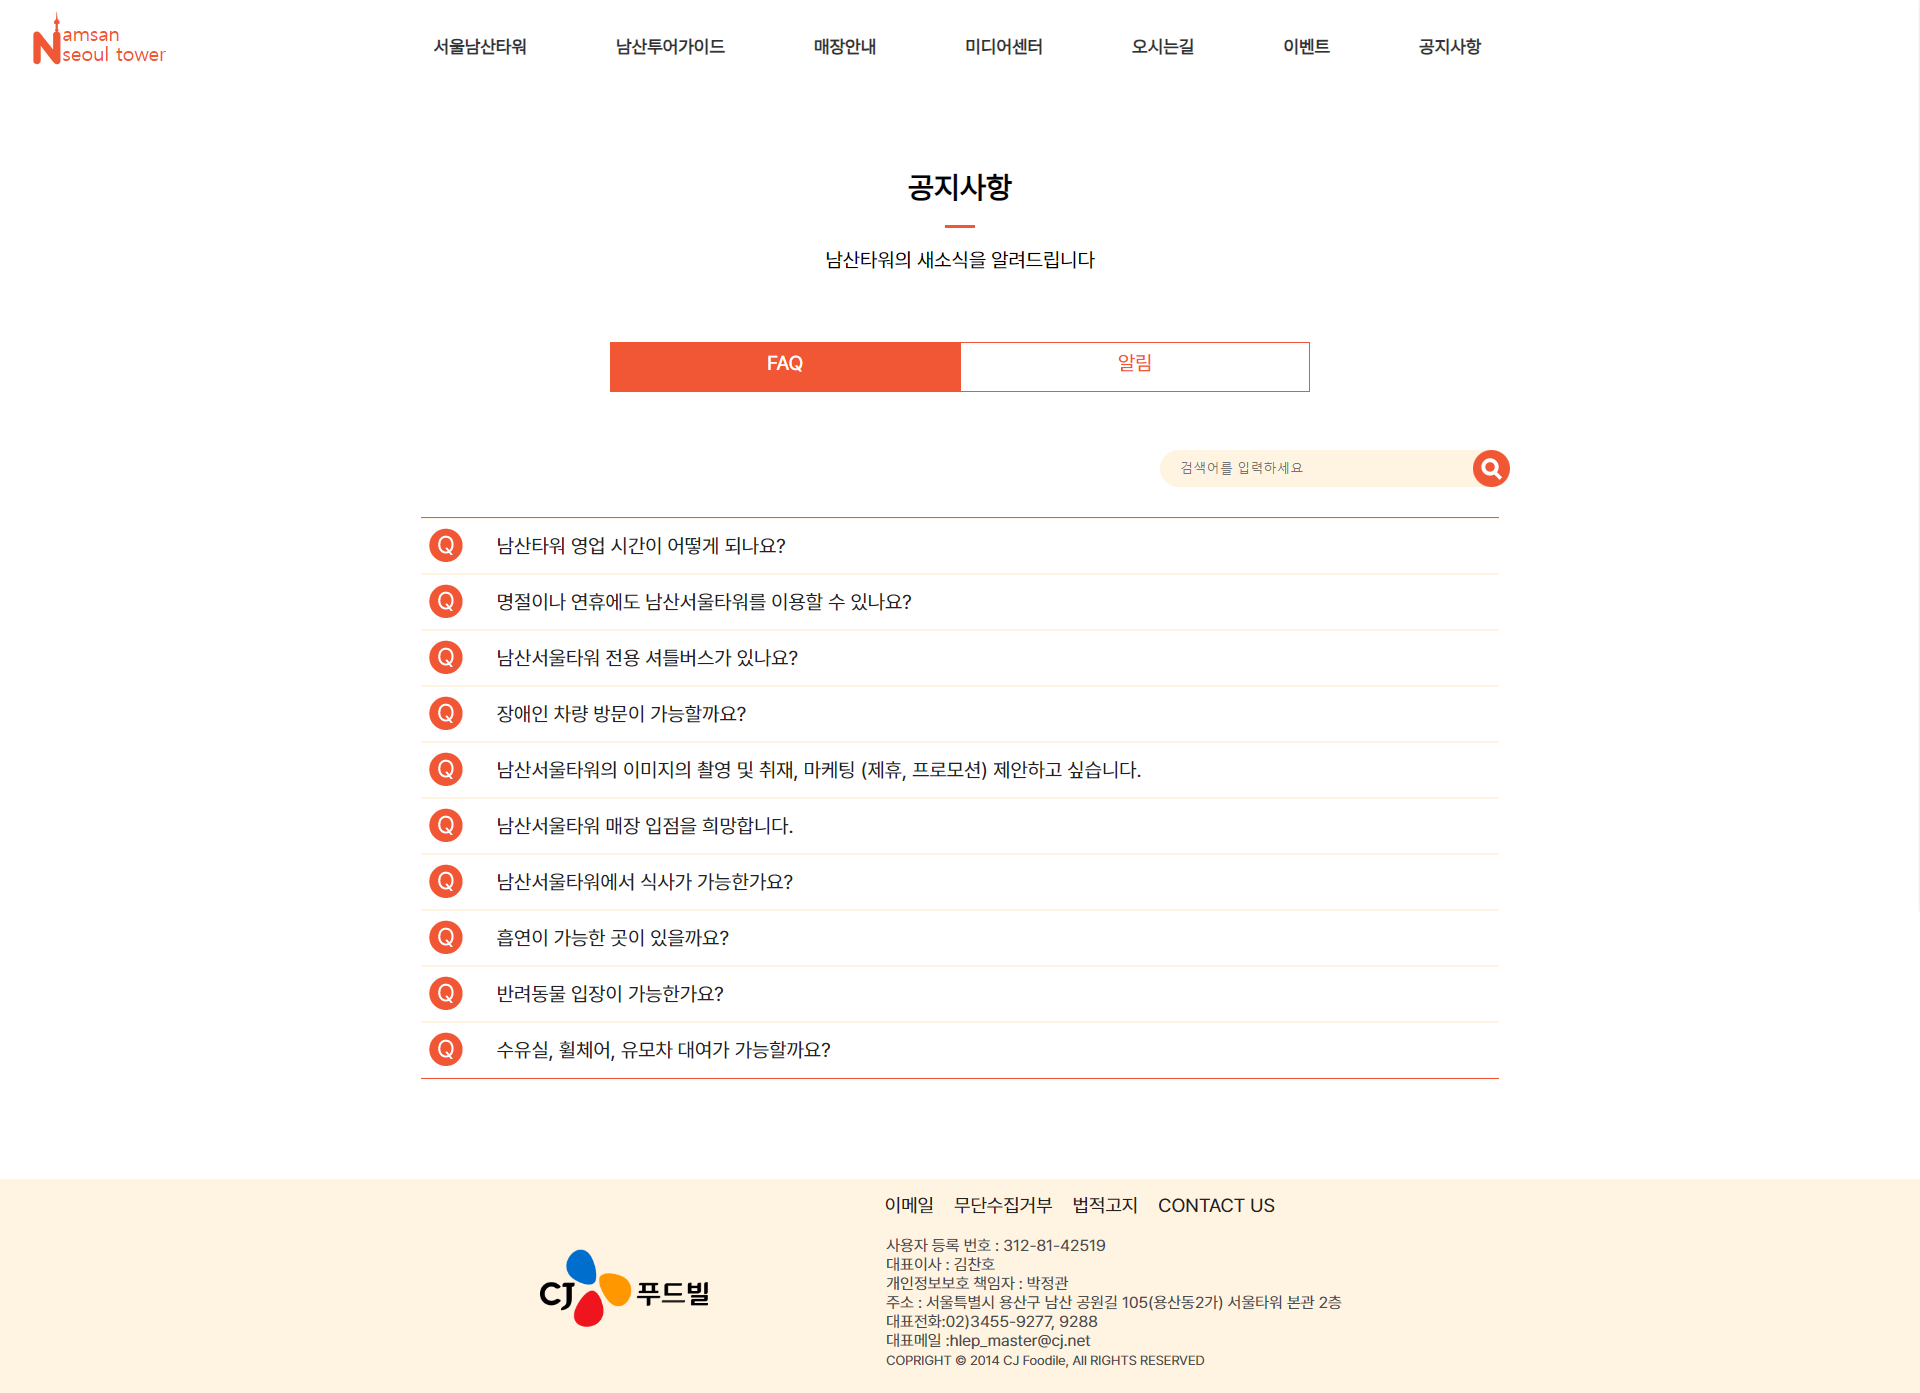 Namsan
seoul tower
서울남산타워 남산투어가이드 매장안내 미디어센터 오시는길 이벤트 공지사항
공지사항
남산타워의 새소식을 알려드립니다
FAQ 알림
검색어를 입력하세요
Q 남산타워 영업 시간이 어떻게 되나요?
Q 명절이나 연휴에도 남산서울타워를 이용할 수 있나요?
Q 남산서울타워 전용 셔틀버스가 있나요?
Q 장애인 차량 방문이 가능할까요?
Q 남산서울타워의 이미지의 촬영 및 취재, 마케팅 (제휴, 프로모션) 제안하고 싶습니다.
Q 남산서울타워 매장 입점을 희망합니다.
Q 남산서울타워에서 식사가 가능한가요?
Q 흡연이 가능한 곳이 있을까요?
Q 반려동물 입장이 가능한가요?
Q 수유실, 휠체어, 유모차 대여가 가능할까요?
이메일 무단수집거부 법적고지 CONTACT US
CJ 푸드빌
사용자 등록 번호 : 312-81-42519
대표이사 : 김찬호
개인정보보호 책임자 : 박정관
주소 : 서울특별시 용산구 남산 공원길 105(용산동2가) 서울타워 본관 2층
대표전화:02)3455-9277, 9288
대표메일 :hlep_master@cj.net
COPRIGHT © 2014 CJ Foodile, All RIGHTS RESERVED